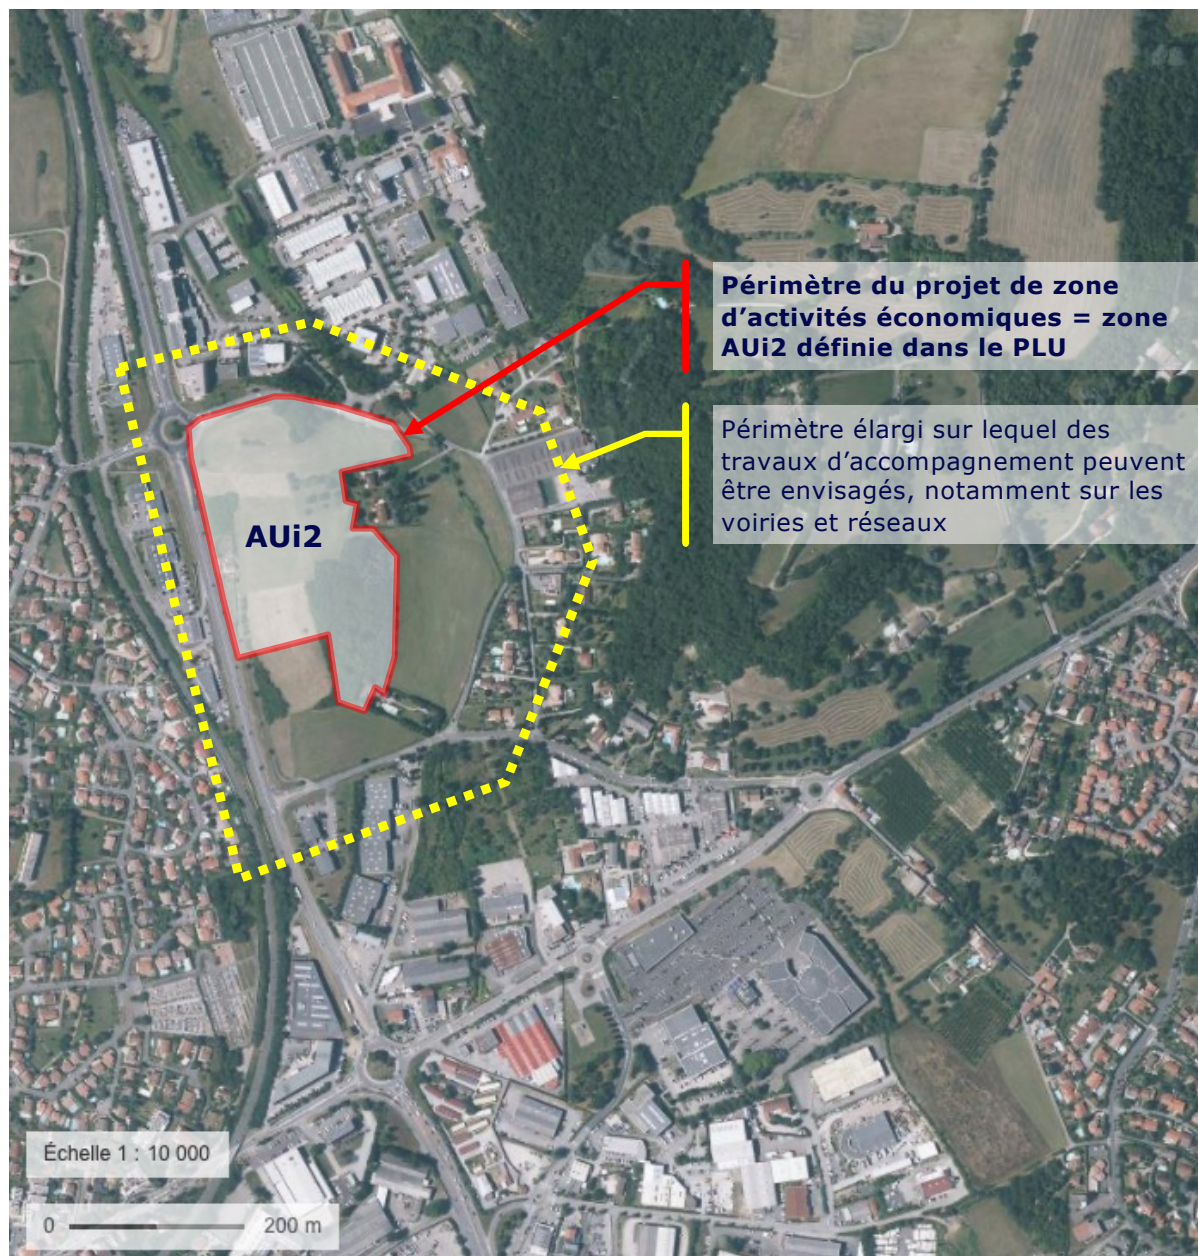 Périmètre du projet de zone
d’activités économiques = zone
AUi2 définie dans le PLU
Périmètre élargi sur lequel des
travaux d’accompagnement peuvent
être envisagés, notamment sur les
voiries et réseaux
AUi2
Échelle 1 : 10 000
0 200 m